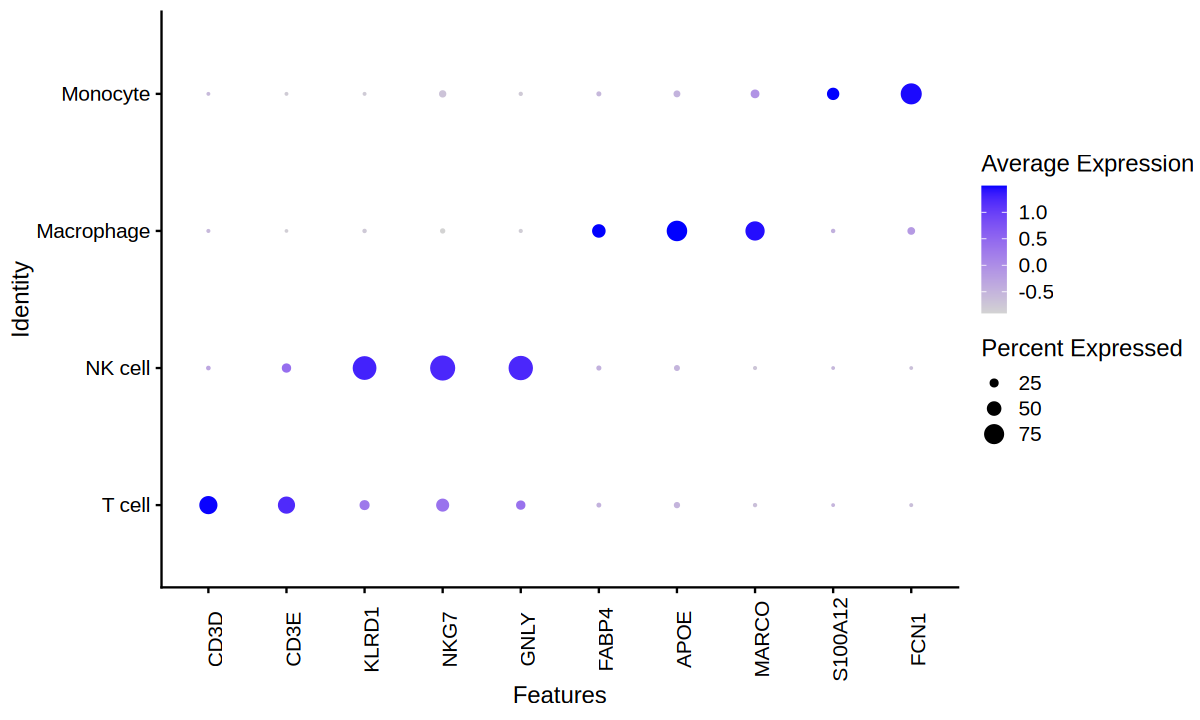 Monocyte
Macrophage
NK cell
T cell
Identity
CD3D
CD3E
KLRD1
NKG7
GNLY
FABP4
APOE
MARCO
S100A12
FCN1
Features
Average Expression
1.0
0.5
0.0
-0.5
Percent Expressed
25
50
75